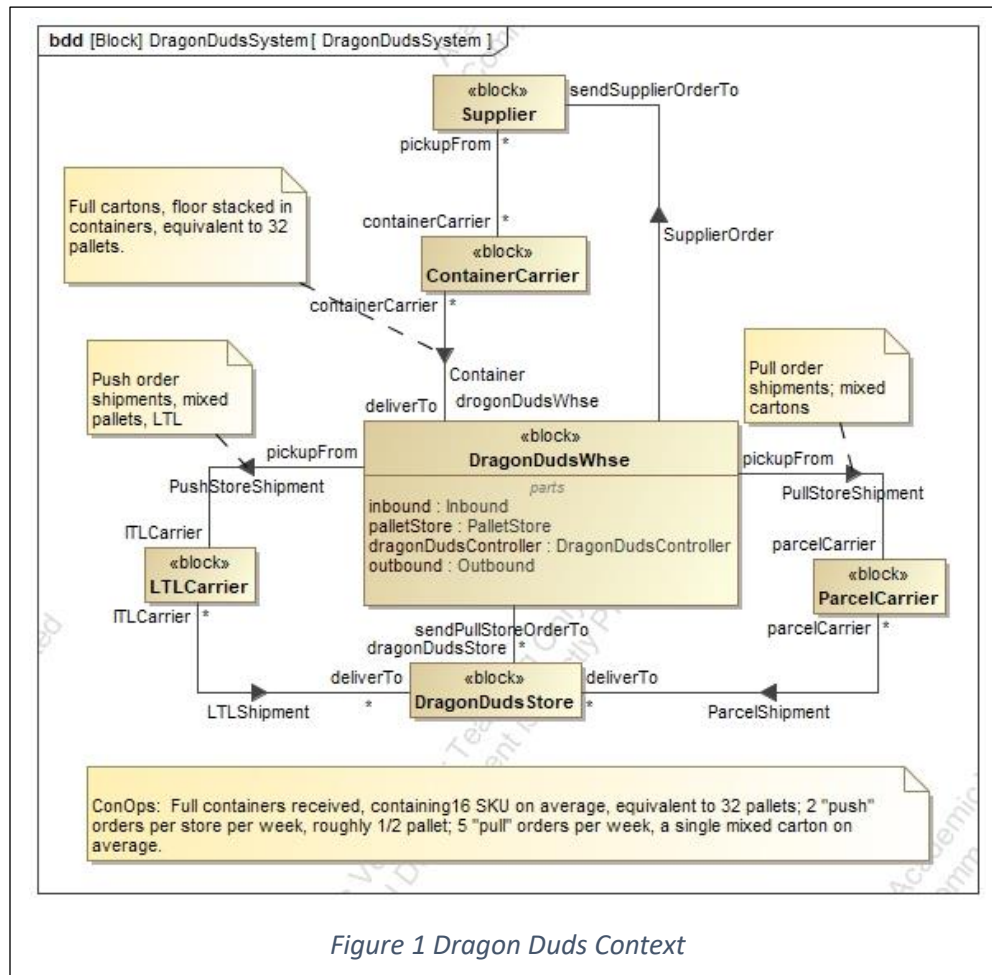 bdd [Block] DragonDudsSystem [ DragonDudsSystem ]
«block»
Supplier
sendSupplierOrderTo
pickupFrom
*
Full cartons, floor stacked in
containers, equivalent to 32
pallets.
containerCarrier
*
SupplierOrder
«block»
ContainerCarrier
containerCarrier
*
Push order
shipments, mixed
pallets, LTL
Container
Pull order
shipments; mixed
cartons
deliverTo
drogonDudsWhse
«block»
DragonDudsWhse
pickupFrom
pickupFrom
PushStoreShipment
PullStoreShipment
parts
inbound : Inbound
palletStore : PalletStore
dragonDudsController : DragonDudsController
outbound : Outbound
lTLCarrier
parcelCarrier
«block»
LTLCarrier
«block»
ParcelCarrier
lTLCarrier
*
sendPullStoreOrderTo
parcelCarrier
*
dragonDudsStore
*
deliverTo
«block»
DragonDudsStore
deliverTo
LTLShipment
*
*
ParcelShipment
ConOps: Full containers received, containing16 SKU on average, equivalent to 32 pallets; 2 "push"
orders per store per week, roughly 1/2 pallet; 5 "pull" orders per week, a single mixed carton on
average.
Figure 1 Dragon Duds Context